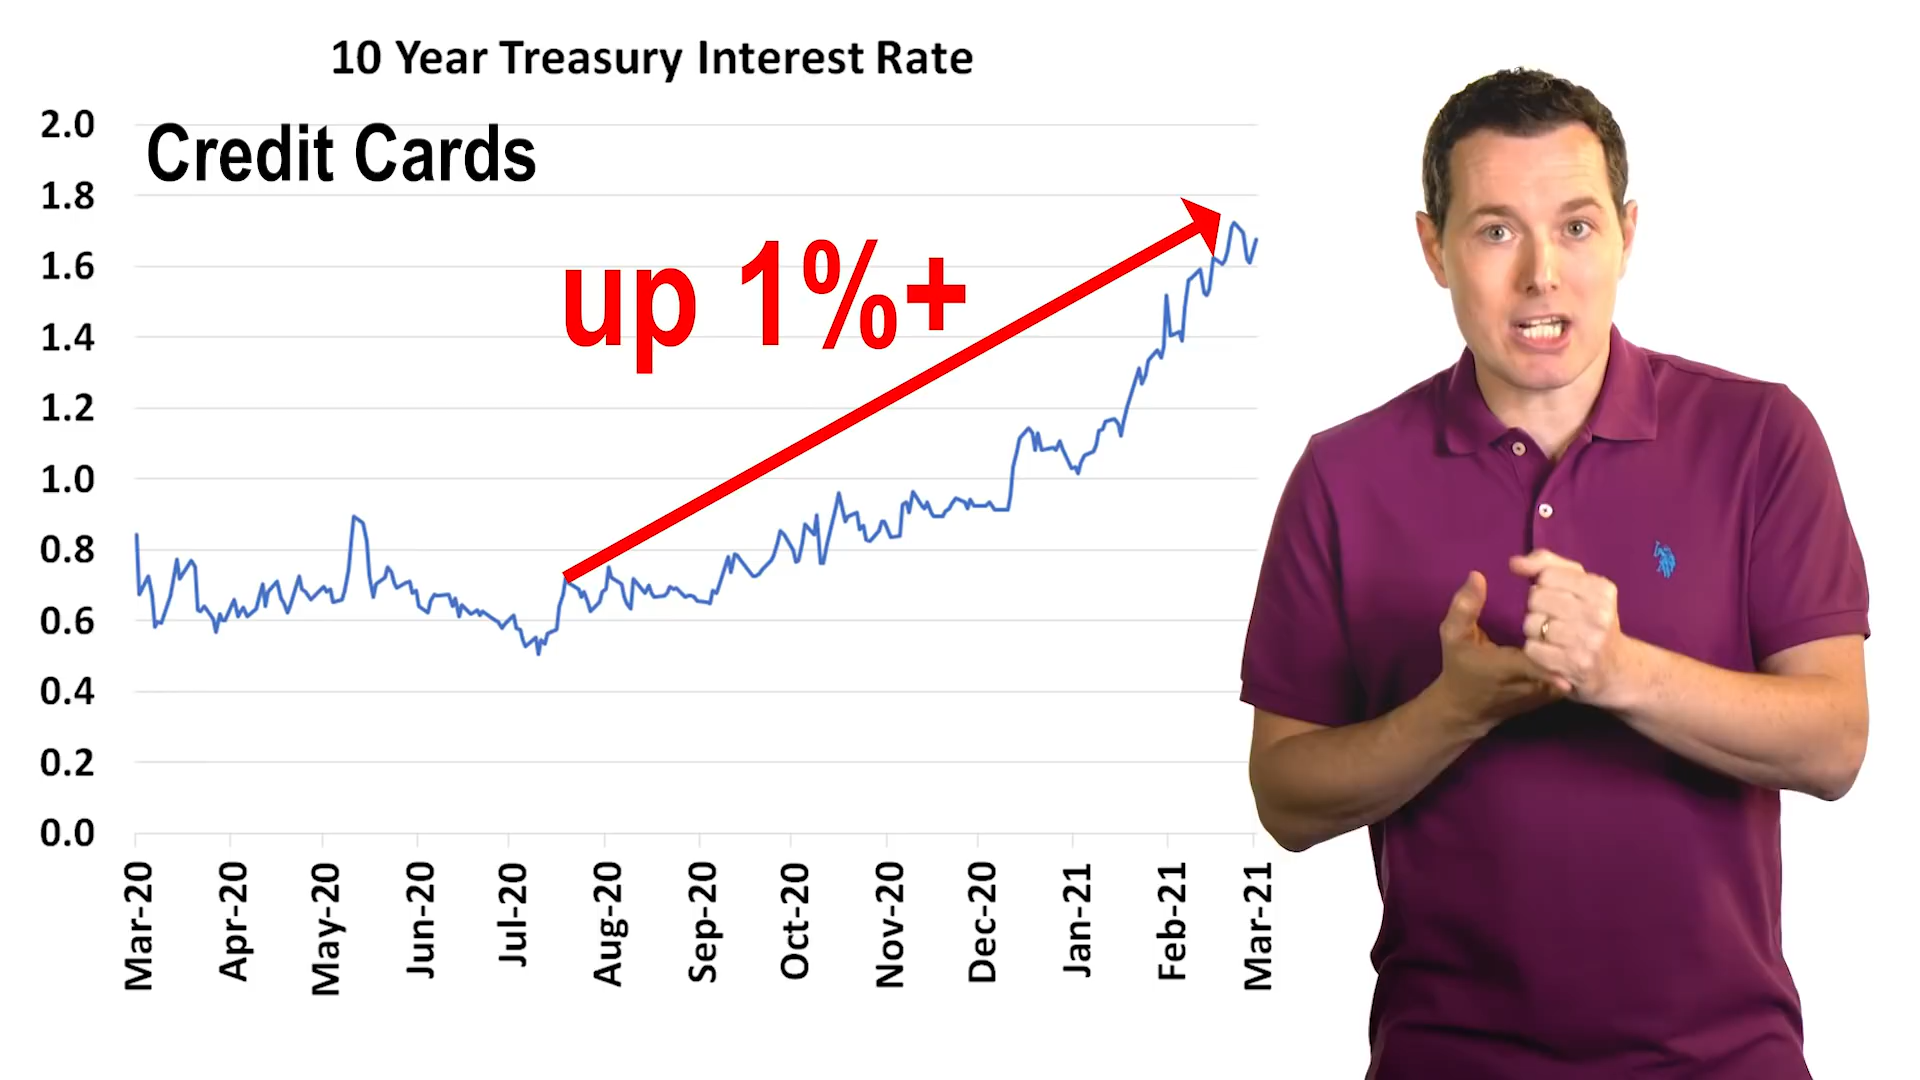 10 Year Treasury Interest Rate
2.0
Credit Cards
1.8
up 1%+
1.6
1.4
1.2
1.0
0.8
0.6
0.4
0.2
0.0
Mar-20
Apr-20
May-20
Jun-20
Jul-20
Aug-20
Sep-20
Oct-20
Nov-20
Dec-20
Jan-21
Feb-21
Mar-21